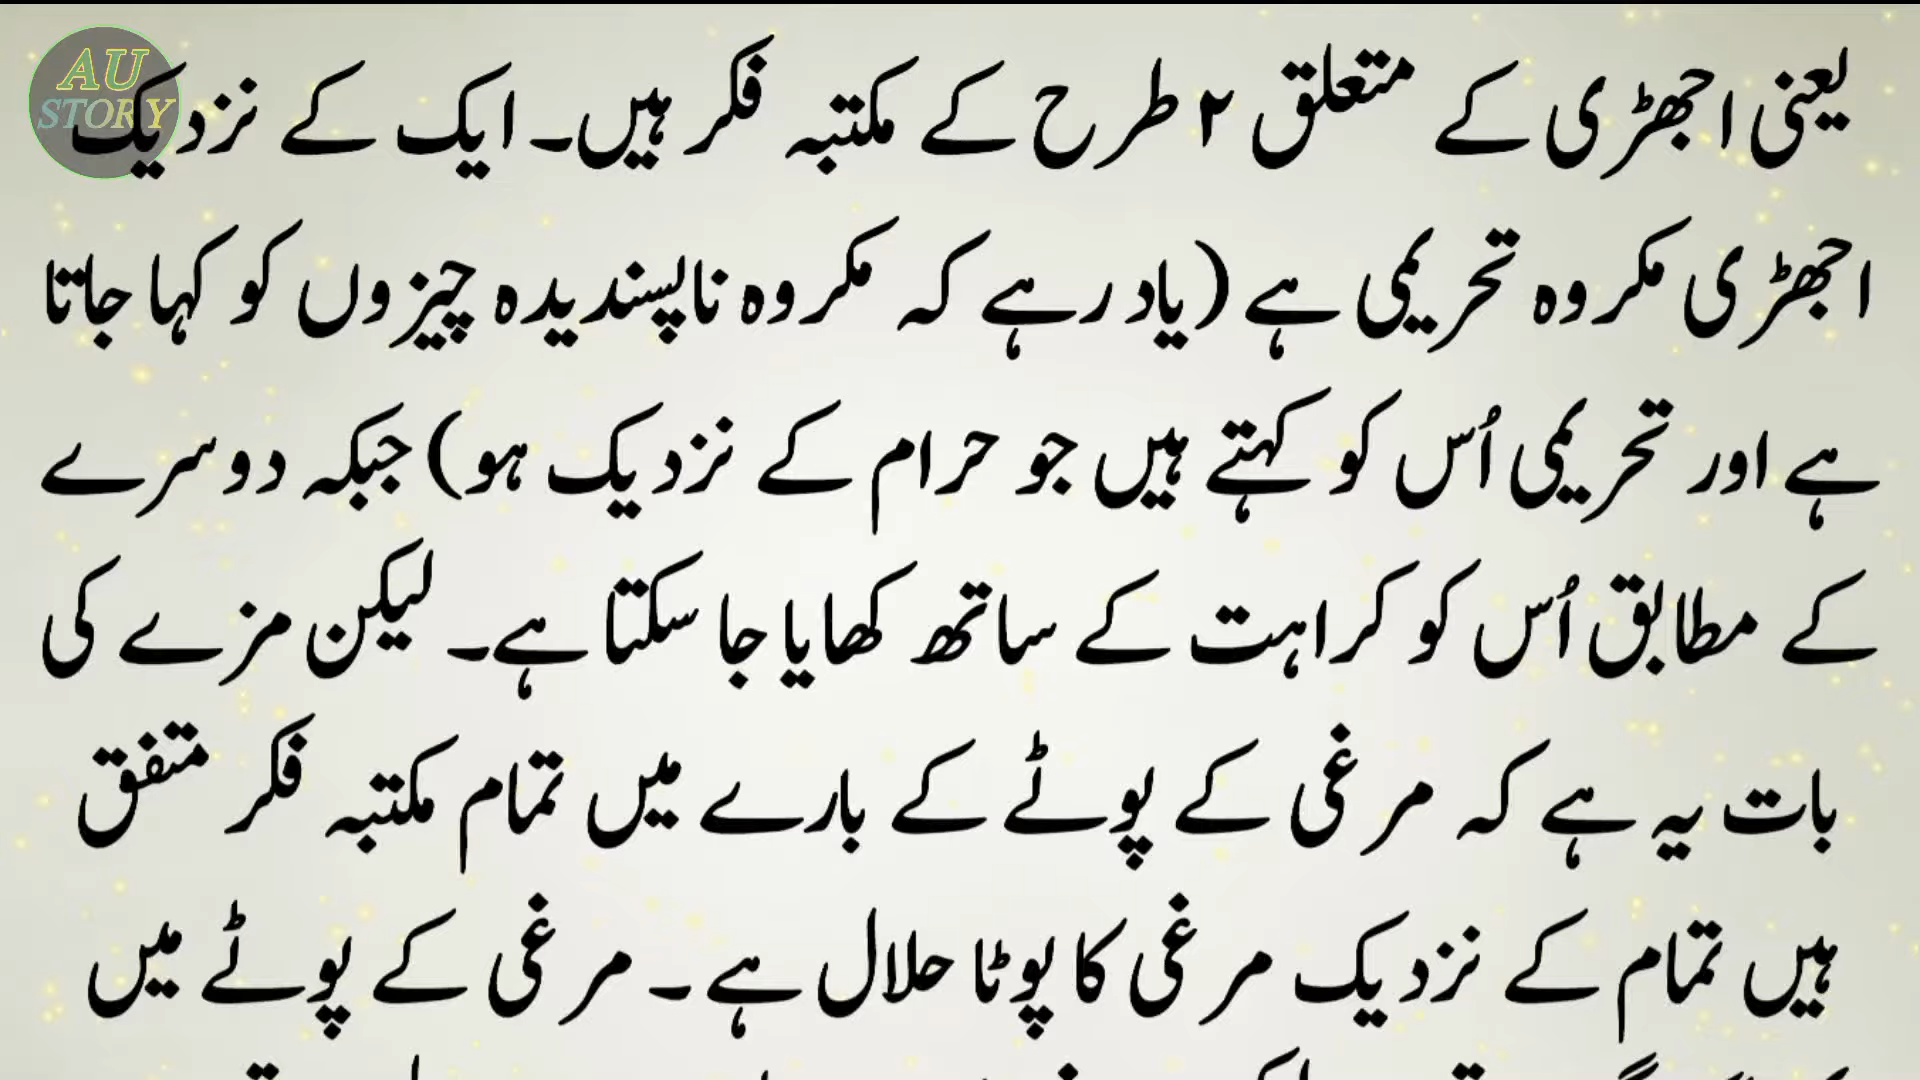 AU
STORY
یعنی اجھڑی کے متعلق ۲ طرح کے مکتبہ فکر ہیں۔ ایک کے نزدیک
اجھڑی مکروہ تحریمی ہے (یاد رہے کہ مکروہ ناپسندیدہ چیزوں کو کہا جاتا
ہے اور تحریمی اُس کو کہتے ہیں جو حرام کے نزدیک ہو) جبکہ دوسرے
کے مطابق اُس کو کراہت کے ساتھ کھایا جا سکتا ہے۔ لیکن مزے کی
بات یہ ہے کہ مرغی کے پوٹے کے بارے میں تمام مکتبہ فکر متفق
ہیں تمام کے نزدیک مرغی کا پوٹا حلال ہے۔ مرغی کے پوٹے میں